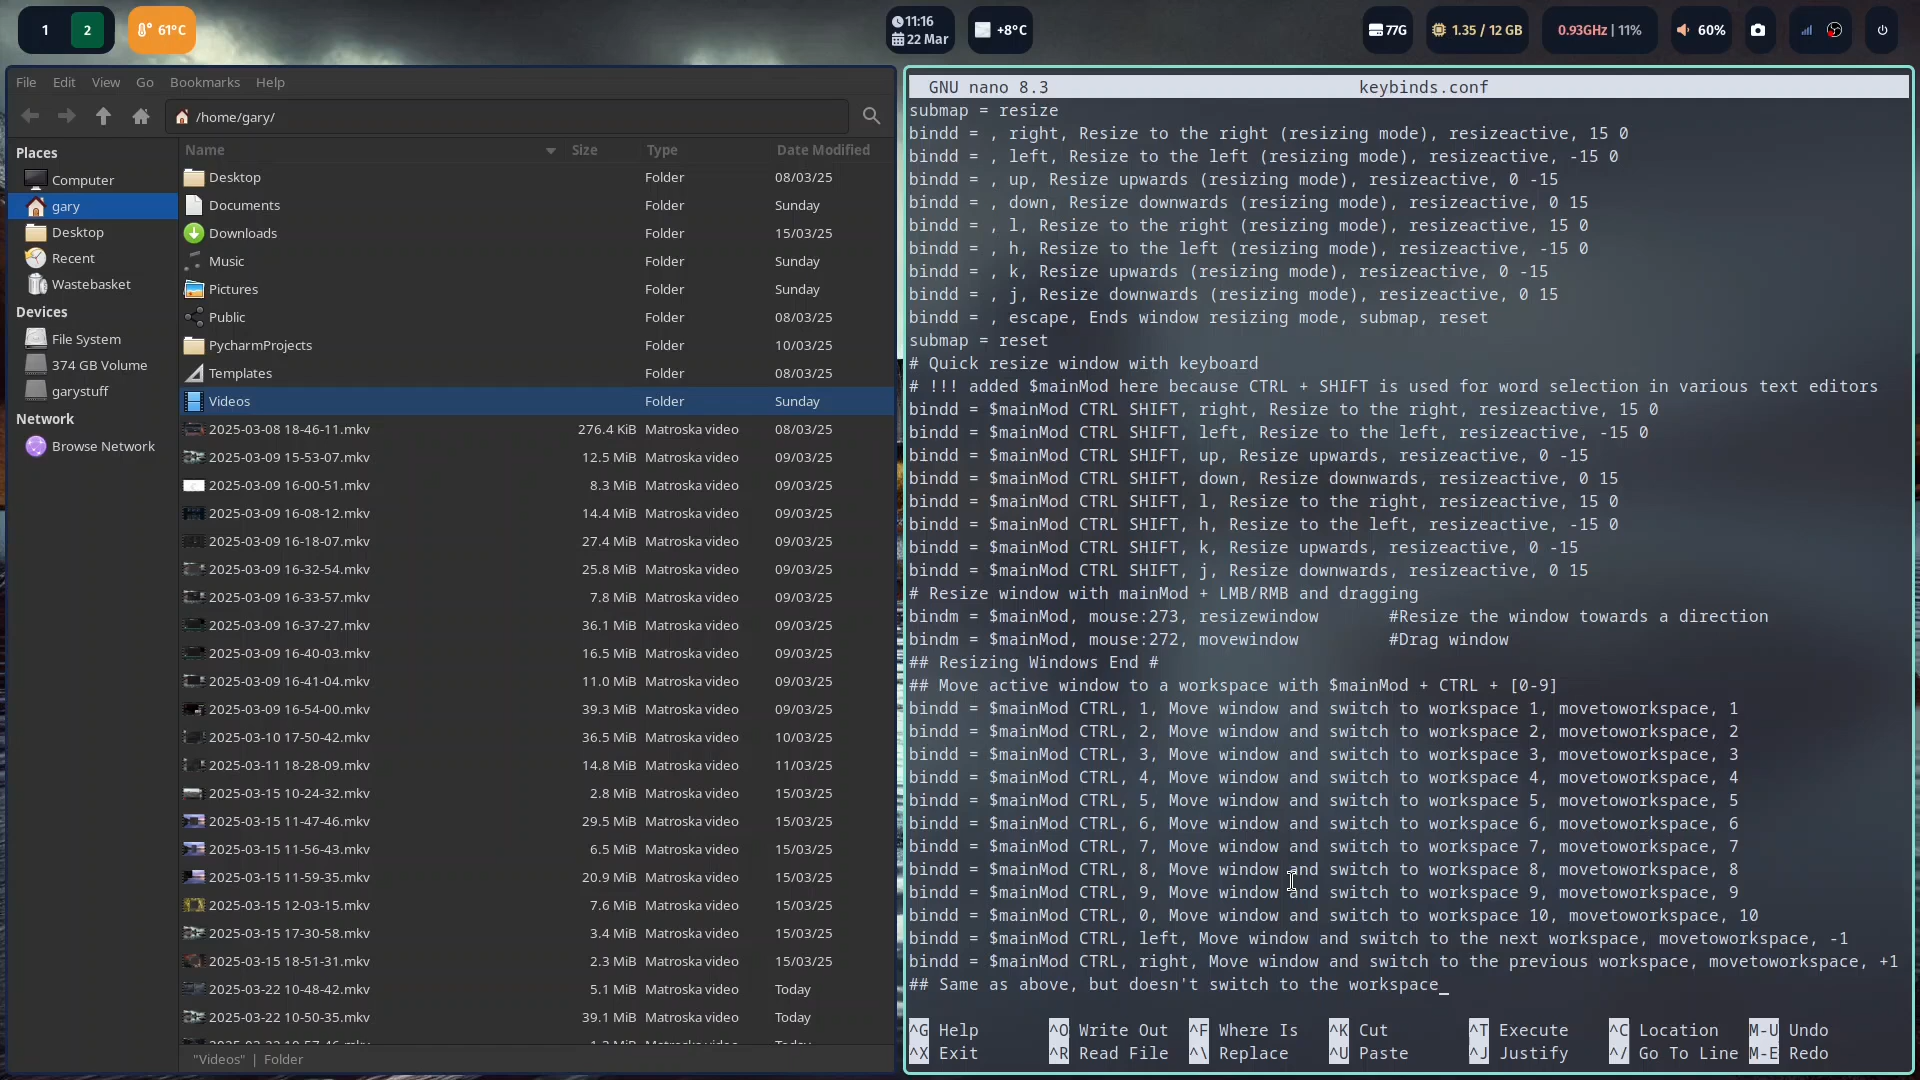 1 2 61°C 11:16 22 Mar +8°C 77G 1.35 / 12 GB 0.93GHz | 11% 60%
File Edit View Go Bookmarks Help
/home/gary/
Places
Computer
gary
Desktop
Recent
Wastebasket
Devices
File System
374 GB Volume
garystuff
Network
Browse Network
Name Size Type Date Modified
Desktop Folder 08/03/25
Documents Folder Sunday
Downloads Folder 15/03/25
Music Folder Sunday
Pictures Folder Sunday
Public Folder 08/03/25
PycharmProjects Folder 10/03/25
Templates Folder 08/03/25
Videos Folder Sunday
2025-03-08 18-46-11.mkv 276.4 KiB Matroska video 08/03/25
2025-03-09 15-53-07.mkv 12.5 MiB Matroska video 09/03/25
2025-03-09 16-00-51.mkv 8.3 MiB Matroska video 09/03/25
2025-03-09 16-08-12.mkv 14.4 MiB Matroska video 09/03/25
2025-03-09 16-18-07.mkv 27.4 MiB Matroska video 09/03/25
2025-03-09 16-32-54.mkv 25.8 MiB Matroska video 09/03/25
2025-03-09 16-33-57.mkv 7.8 MiB Matroska video 09/03/25
2025-03-09 16-37-27.mkv 36.1 MiB Matroska video 09/03/25
2025-03-09 16-40-03.mkv 16.5 MiB Matroska video 09/03/25
2025-03-09 16-41-04.mkv 11.0 MiB Matroska video 09/03/25
2025-03-09 16-54-00.mkv 39.3 MiB Matroska video 09/03/25
2025-03-10 17-50-42.mkv 36.5 MiB Matroska video 10/03/25
2025-03-11 18-28-09.mkv 14.8 MiB Matroska video 11/03/25
2025-03-15 10-24-32.mkv 2.8 MiB Matroska video 15/03/25
2025-03-15 11-47-46.mkv 29.5 MiB Matroska video 15/03/25
2025-03-15 11-56-43.mkv 6.5 MiB Matroska video 15/03/25
2025-03-15 11-59-35.mkv 20.9 MiB Matroska video 15/03/25
2025-03-15 12-03-15.mkv 7.6 MiB Matroska video 15/03/25
2025-03-15 17-30-58.mkv 3.4 MiB Matroska video 15/03/25
2025-03-15 18-51-31.mkv 2.3 MiB Matroska video 15/03/25
2025-03-22 10-48-42.mkv 5.1 MiB Matroska video Today
2025-03-22 10-50-35.mkv 39.1 MiB Matroska video Today
"Videos" | Folder
GNU nano 8.3 keybinds.conf
submap = resize
bindd = , right, Resize to the right (resizing mode), resizeactive, 15 0
bindd = , left, Resize to the left (resizing mode), resizeactive, -15 0
bindd = , up, Resize upwards (resizing mode), resizeactive, 0 -15
bindd = , down, Resize downwards (resizing mode), resizeactive, 0 15
bindd = , l, Resize to the right (resizing mode), resizeactive, 15 0
bindd = , h, Resize to the left (resizing mode), resizeactive, -15 0
bindd = , k, Resize upwards (resizing mode), resizeactive, 0 -15
bindd = , j, Resize downwards (resizing mode), resizeactive, 0 15
bindd = , escape, Ends window resizing mode, submap, reset
submap = reset
# Quick resize window with keyboard
# !!! added $mainMod here because CTRL + SHIFT is used for word selection in various text editors
bindd = $mainMod CTRL SHIFT, right, Resize to the right, resizeactive, 15 0
bindd = $mainMod CTRL SHIFT, left, Resize to the left, resizeactive, -15 0
bindd = $mainMod CTRL SHIFT, up, Resize upwards, resizeactive, 0 -15
bindd = $mainMod CTRL SHIFT, down, Resize downwards, resizeactive, 0 15
bindd = $mainMod CTRL SHIFT, l, Resize to the right, resizeactive, 15 0
bindd = $mainMod CTRL SHIFT, h, Resize to the left, resizeactive, -15 0
bindd = $mainMod CTRL SHIFT, k, Resize upwards, resizeactive, 0 -15
bindd = $mainMod CTRL SHIFT, j, Resize downwards, resizeactive, 0 15
# Resize window with mainMod + LMB/RMB and dragging
bindm = $mainMod, mouse:273, resizewindow #Resize the window towards a direction
bindm = $mainMod, mouse:272, movewindow #Drag window
## Resizing Windows End #
## Move active window to a workspace with $mainMod + CTRL + [0-9]
bindd = $mainMod CTRL, 1, Move window and switch to workspace 1, movetoworkspace, 1
bindd = $mainMod CTRL, 2, Move window and switch to workspace 2, movetoworkspace, 2
bindd = $mainMod CTRL, 3, Move window and switch to workspace 3, movetoworkspace, 3
bindd = $mainMod CTRL, 4, Move window and switch to workspace 4, movetoworkspace, 4
bindd = $mainMod CTRL, 5, Move window and switch to workspace 5, movetoworkspace, 5
bindd = $mainMod CTRL, 6, Move window and switch to workspace 6, movetoworkspace, 6
bindd = $mainMod CTRL, 7, Move window and switch to workspace 7, movetoworkspace, 7
bindd = $mainMod CTRL, 8, Move window and switch to workspace 8, movetoworkspace, 8
bindd = $mainMod CTRL, 9, Move window and switch to workspace 9, movetoworkspace, 9
bindd = $mainMod CTRL, 0, Move window and switch to workspace 10, movetoworkspace, 10
bindd = $mainMod CTRL, left, Move window and switch to the next workspace, movetoworkspace, -1
bindd = $mainMod CTRL, right, Move window and switch to the previous workspace, movetoworkspace, +1
## Same as above, but doesn't switch to the workspace
^G Help ^O Write Out ^F Where Is ^K Cut ^T Execute ^C Location M-U Undo
^X Exit ^R Read File ^\ Replace ^U Paste ^J Justify ^/ Go To Line M-E Redo